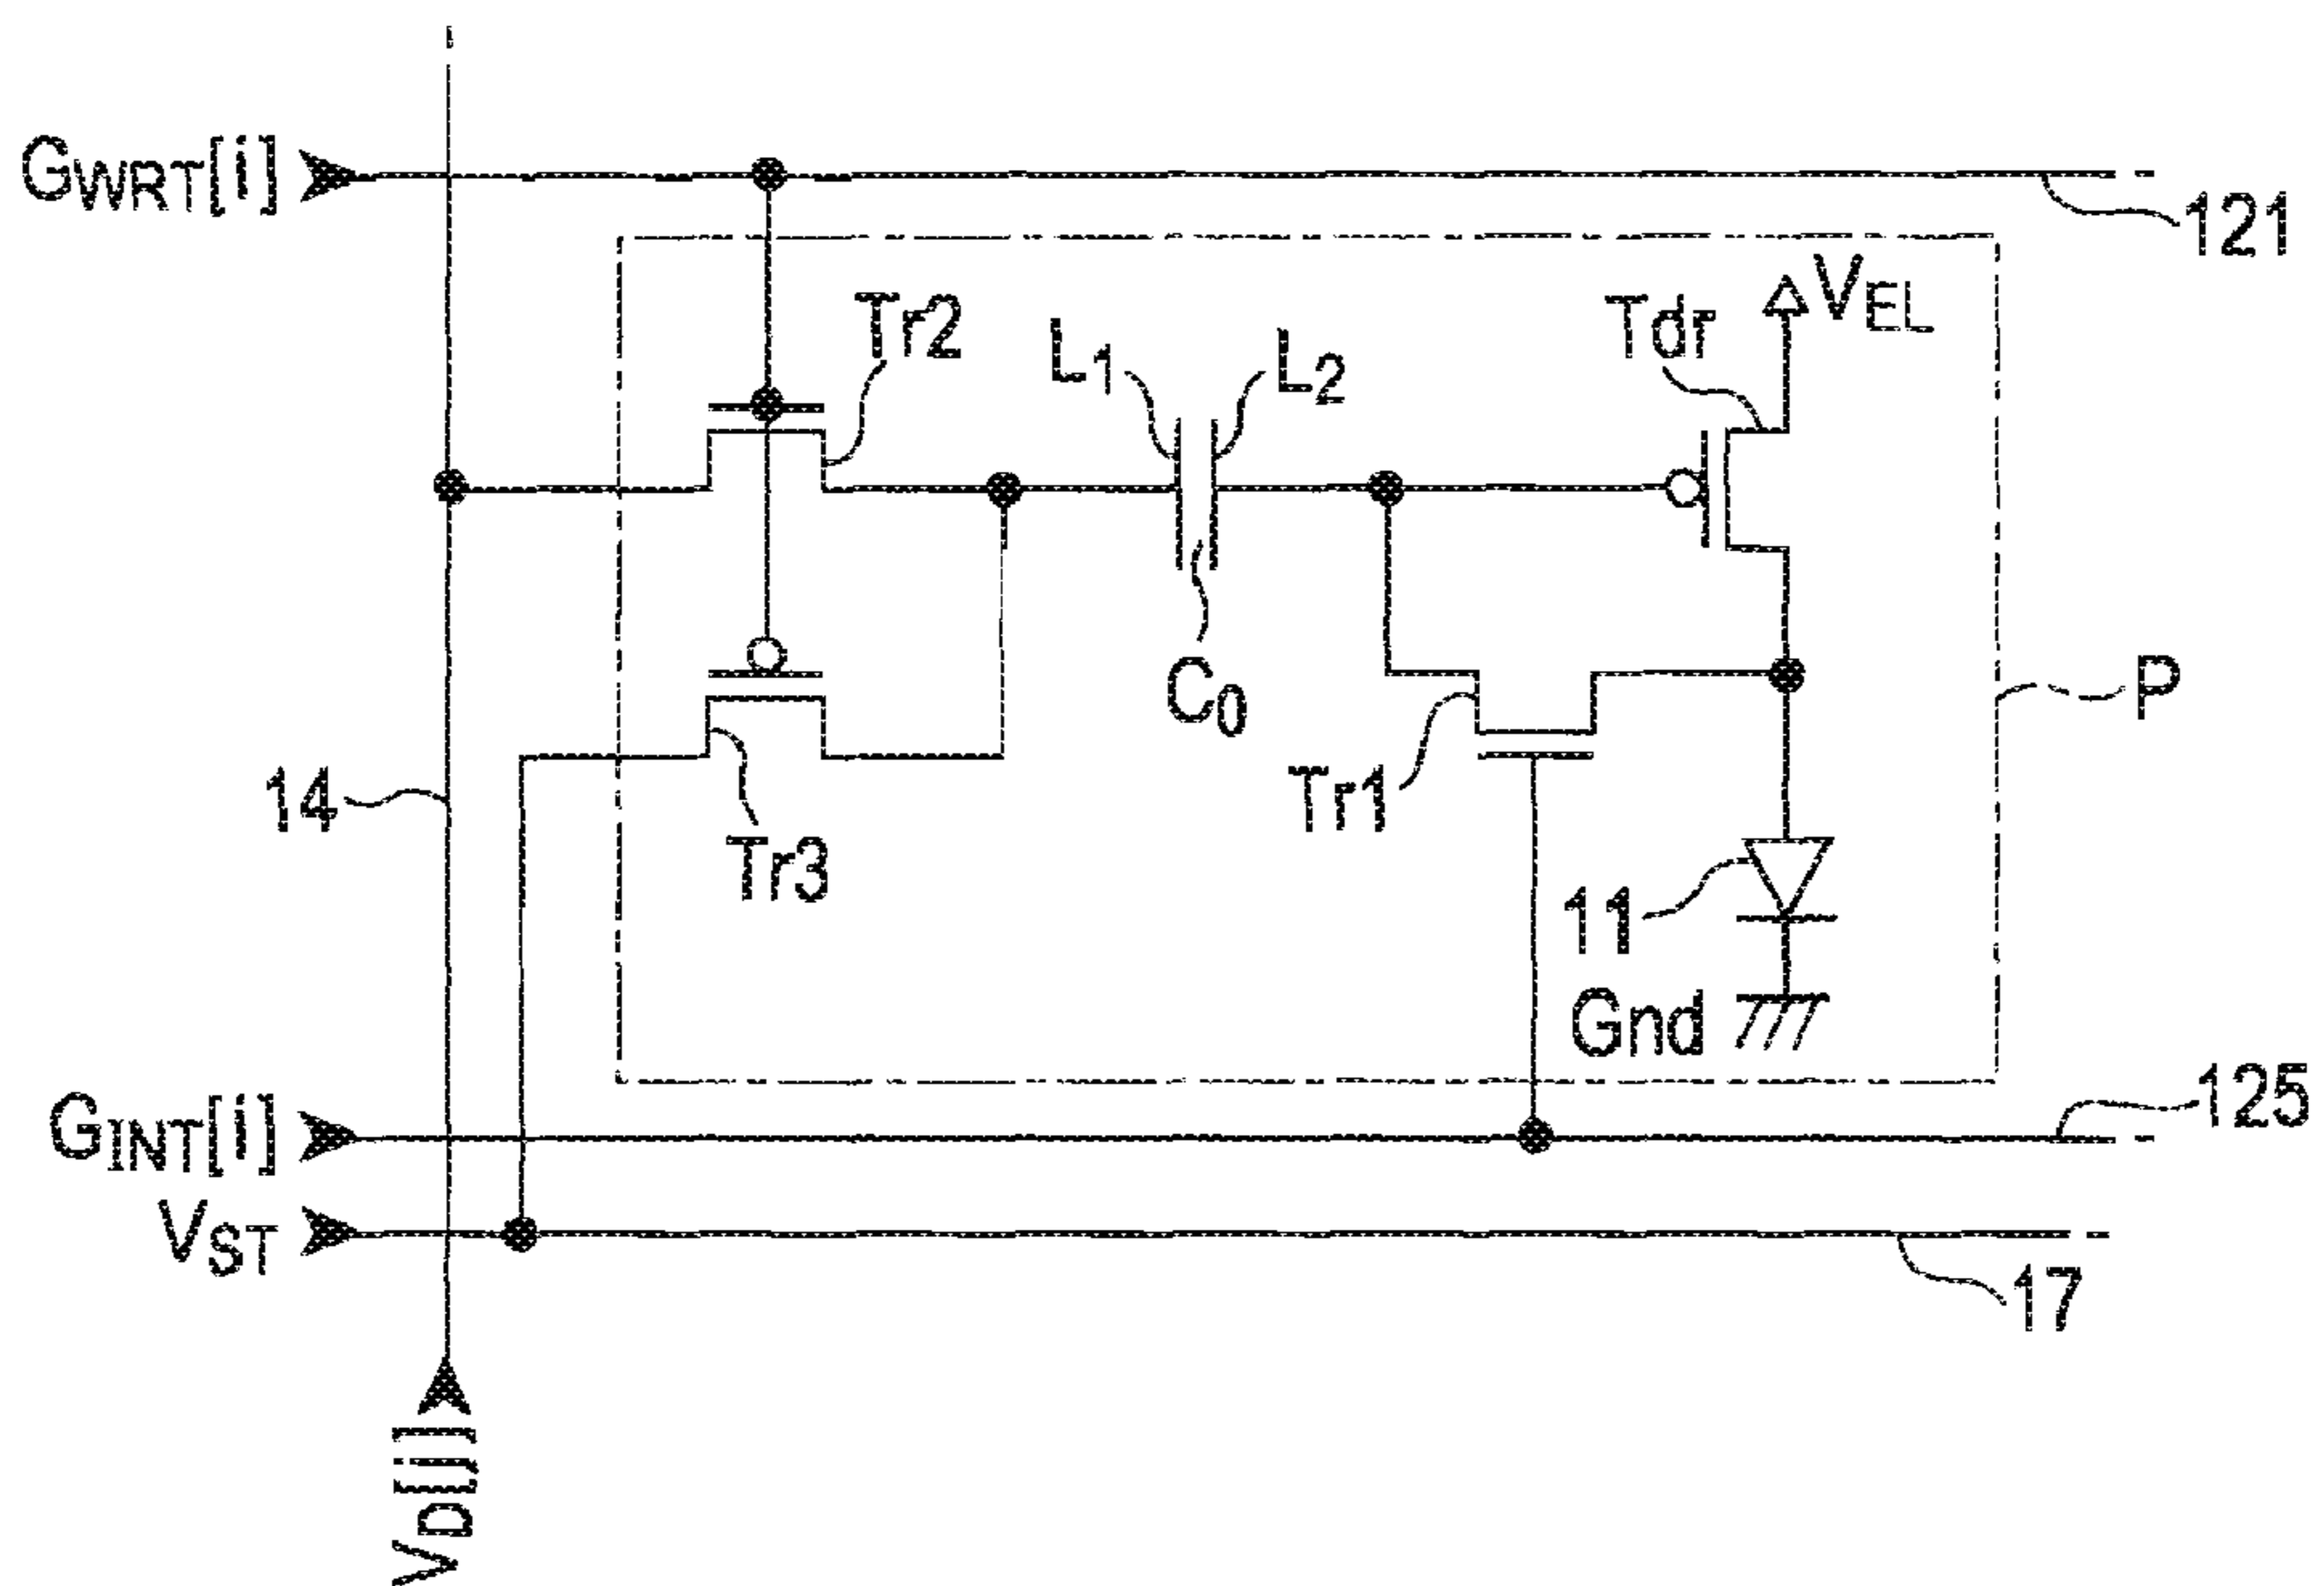 GWRT[i]
121
Tr2
L1
L2
Tdr
VEL
C0
P
14
Tr3
Tr1
11
Gnd
GINT[i]
125
VST
17
VD[j]